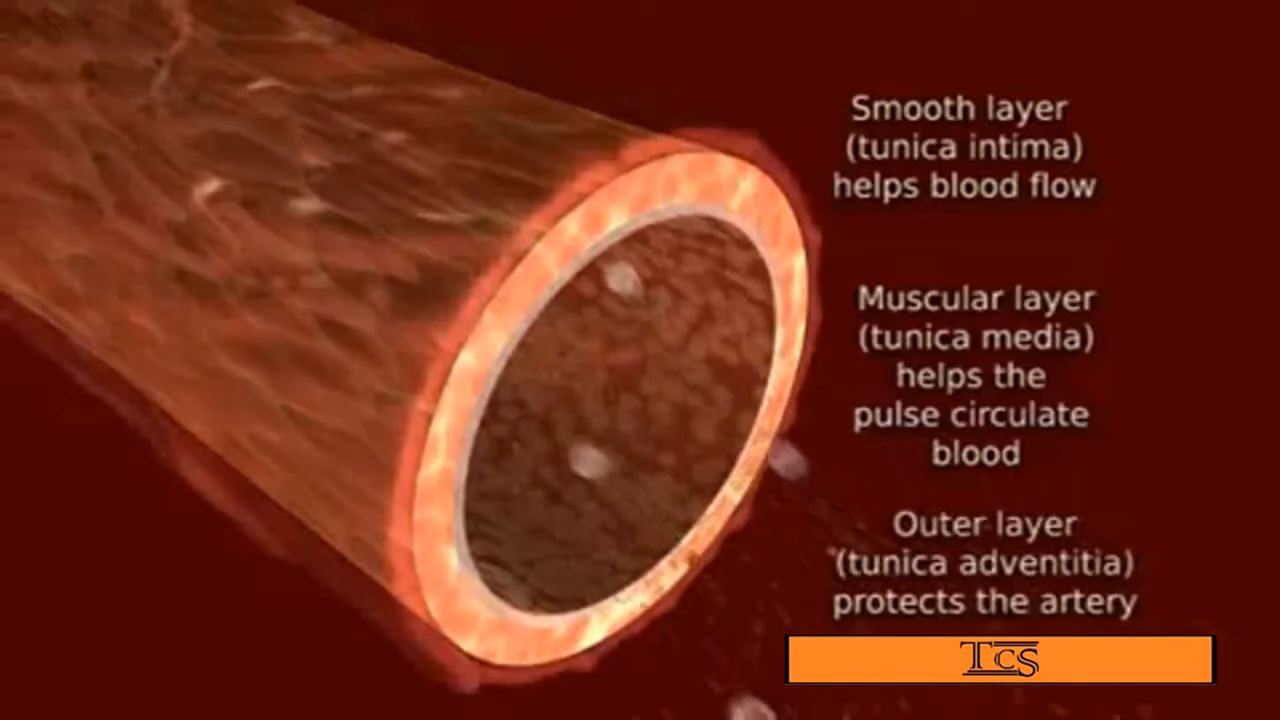 Smooth layer
(tunica intima)
helps blood flow
Muscular layer
(tunica media)
helps the
pulse circulate
blood
Outer layer
(tunica adventitia)
protects the artery
TCS